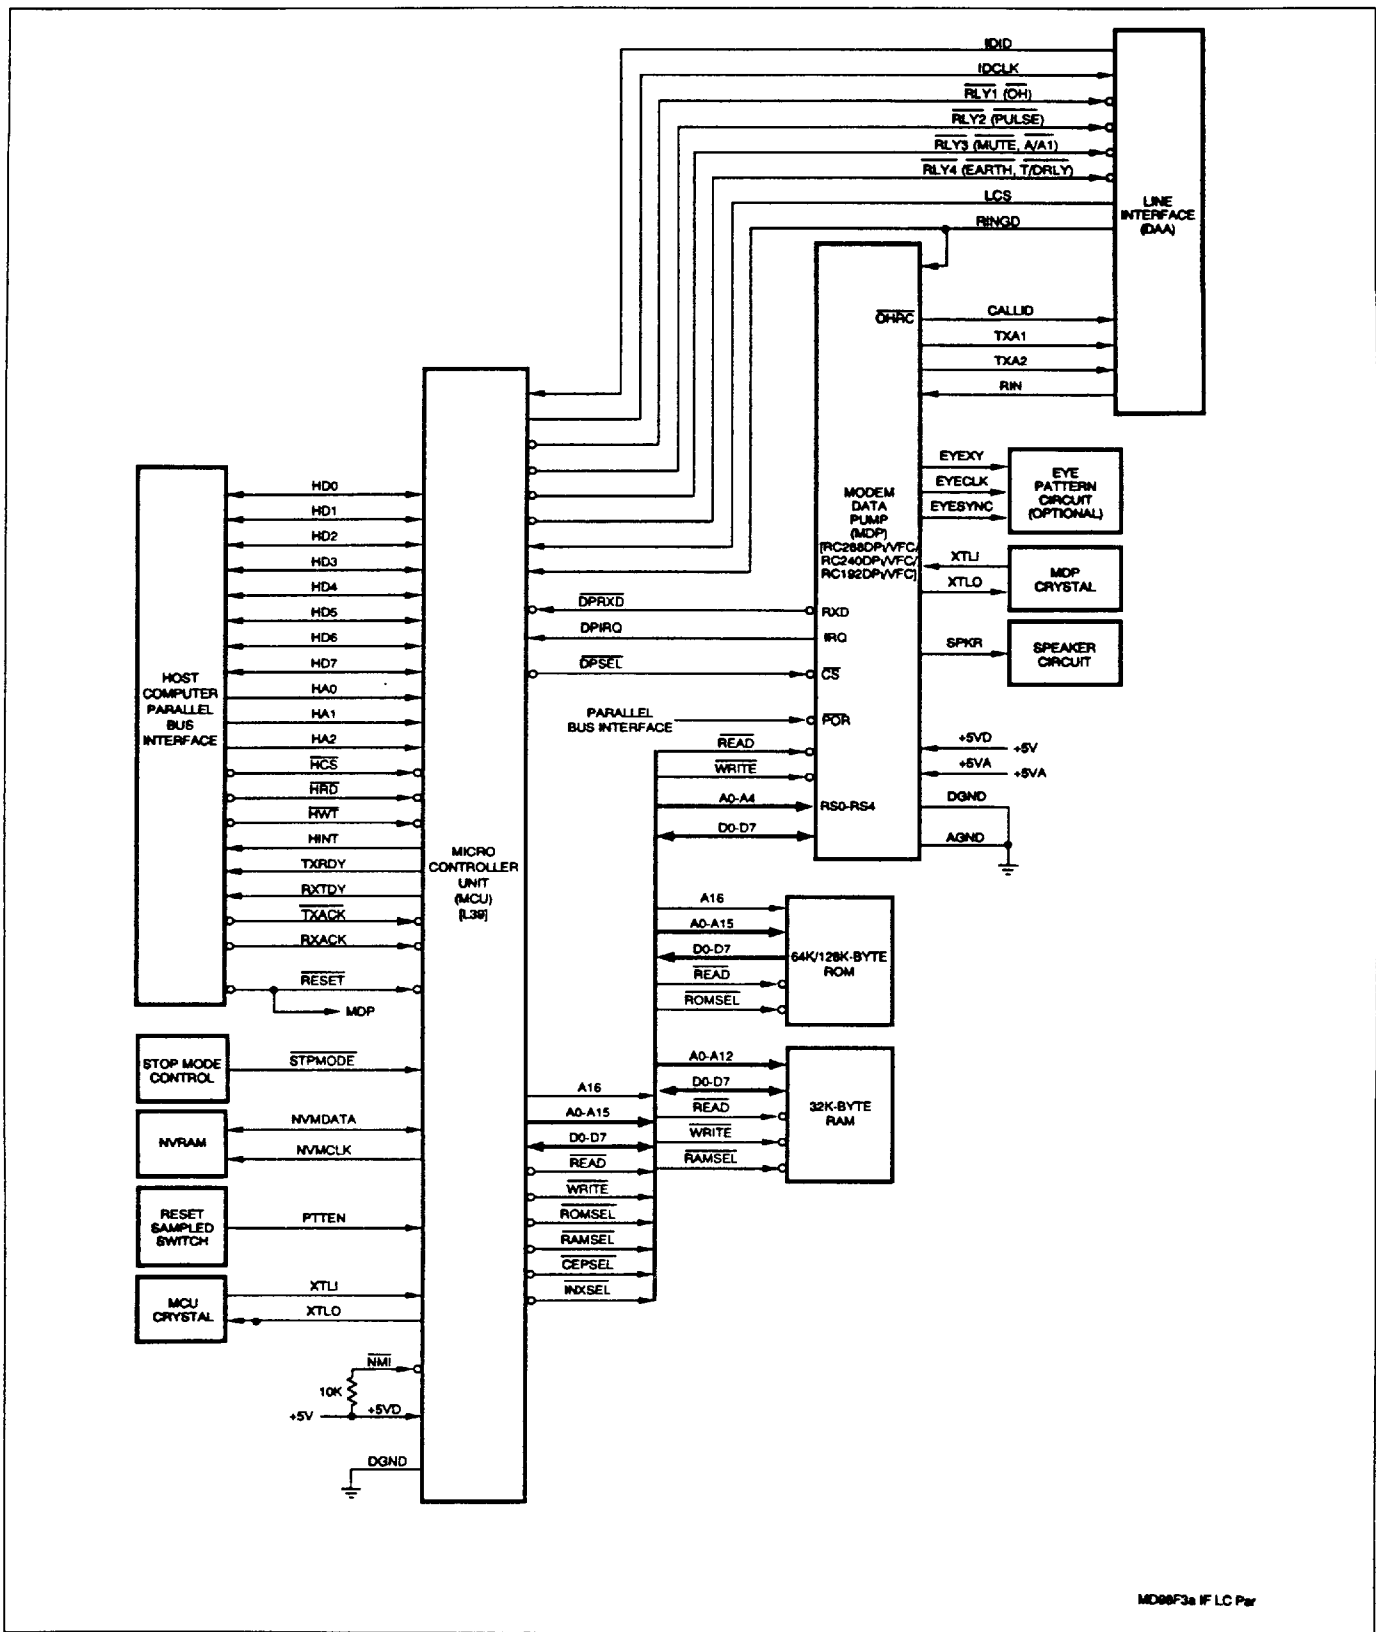 IDID
IDCLK
RLY1 (OH)
RLY2 (PULSE)
RLY3 (MUTE, A/A1)
RLY4 (EARTH, T/DRLY)
LCS
RINGD
LINE
INTERFACE
(DAA)
OHRC
CALLID
TXA1
TXA2
RIN
MODEM
DATA
PUMP
(MDP)
[RC288DPi/VFC/
RC240DPi/VFC/
RC192DPi/VFC]
EYEXY
EYECLK
EYESYNC
EYE
PATTERN
CIRCUIT
(OPTIONAL)
XTLI
XTLO
MDP
CRYSTAL
SPKR
SPEAKER
CIRCUIT
DPRXD
RXD
DPIRQ
IRQ
DPSEL
CS
PARALLEL
BUS INTERFACE
POR
READ
WRITE
A0-A4
RS0-RS4
D0-D7
+5VD
+5V
+5VA
+5VA
DGND
AGND
HOST
COMPUTER
PARALLEL
BUS
INTERFACE
HD0
HD1
HD2
HD3
HD4
HD5
HD6
HD7
HA0
HA1
HA2
HCS
HRD
HWT
HINT
TXRDY
RXTDY
TXACK
RXACK
RESET
MDP
MICRO
CONTROLLER
UNIT
(MCU)
[L39]
A16
A0-A15
D0-D7
READ
ROMSEL
64K/128K-BYTE
ROM
STOP MODE
CONTROL
STPMODE
NVRAM
NVMDATA
NVMCLK
RESET
SAMPLED
SWITCH
PTTEN
MCU
CRYSTAL
XTLI
XTLO
A16
A0-A15
D0-D7
READ
WRITE
ROMSEL
RAMSEL
CEPSEL
INXSEL
A0-A12
D0-D7
READ
WRITE
RAMSEL
32K-BYTE
RAM
NMI
10K
+5V
+5VD
DGND
MD98F3a IF LC Par